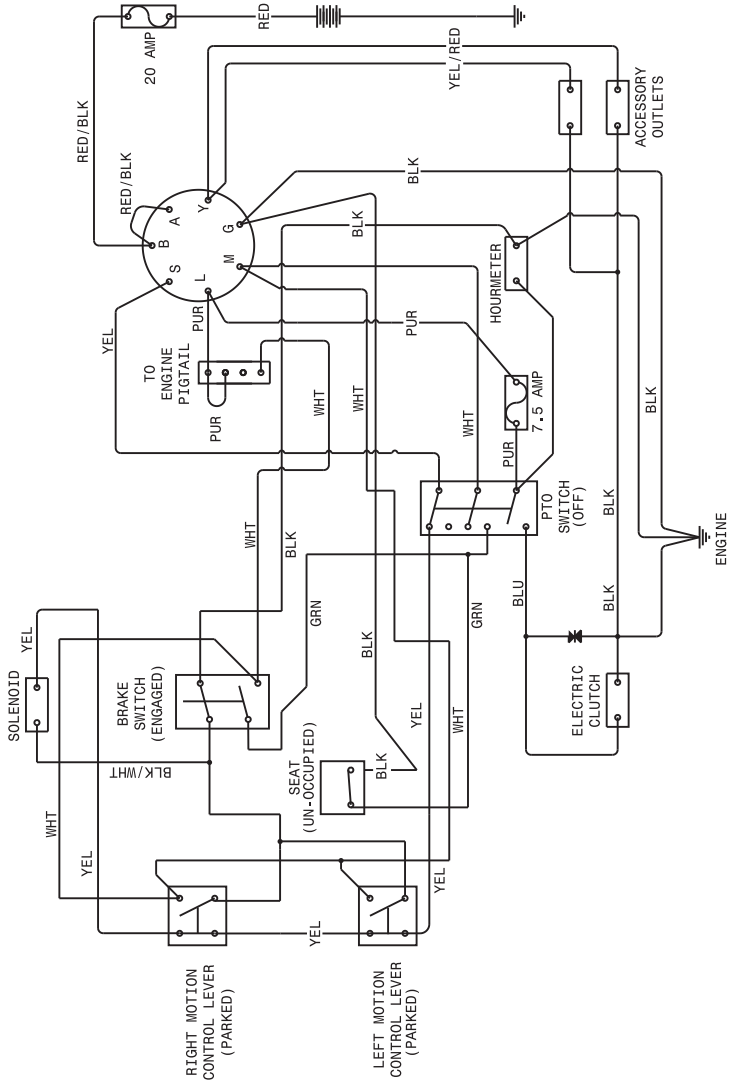 RED
20 AMP
YEL/RED
ACCESSORY
OUTLETS
RED/BLK
RED/BLK
BLK
A
Y
B
G
S
L
M
BLK
HOURMETER
YEL
PUR
PUR
TO
ENGINE
PIGTAIL
PUR
WHT
WHT
WHT
7.5 AMP
PUR
BLK
PTO
SWITCH
(OFF)
BLK
WHT
BLK
ENGINE
GRN
GRN
BLU
BLK
YEL
BLK
SOLENOID
BRAKE
SWITCH
(ENGAGED)
YEL
WHT
ELECTRIC
CLUTCH
BLK/WHT
SEAT
(UN-OCCUPIED)
BLK
WHT
YEL
YEL
YEL
RIGHT MOTION
CONTROL LEVER
(PARKED)
LEFT MOTION
CONTROL LEVER
(PARKED)